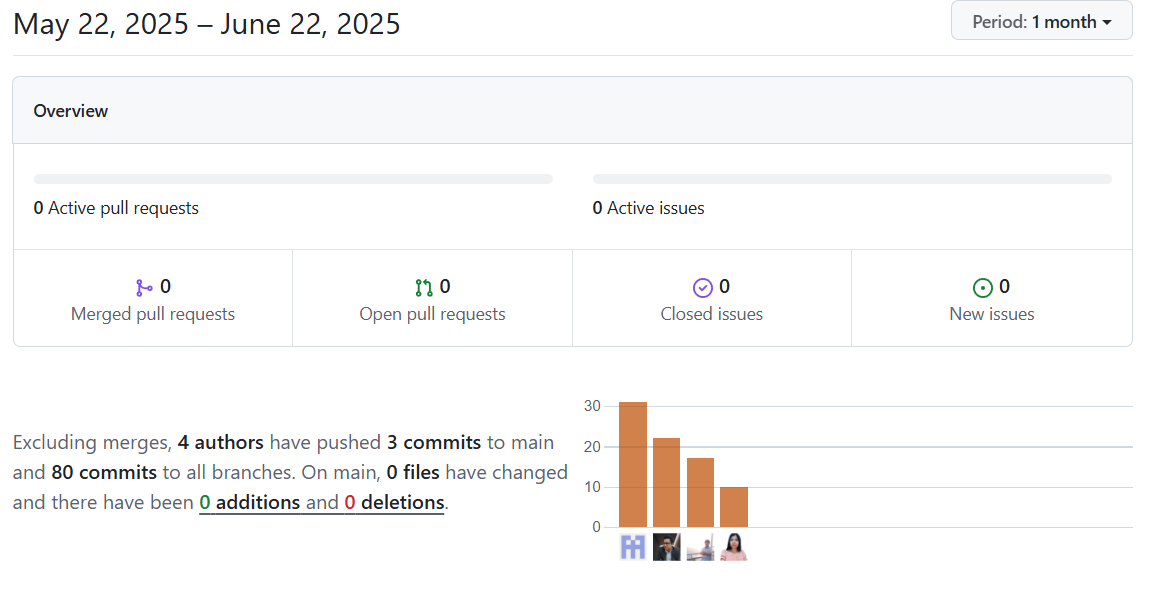 May 22, 2025 – June 22, 2025
Period: 1 month
Overview
0 Active pull requests
0 Active issues
0
Merged pull requests
0
Open pull requests
0
Closed issues
0
New issues
Excluding merges, 4 authors have pushed 3 commits to main
and 80 commits to all branches. On main, 0 files have changed
and there have been 0 additions and 0 deletions.
30
20
10
0